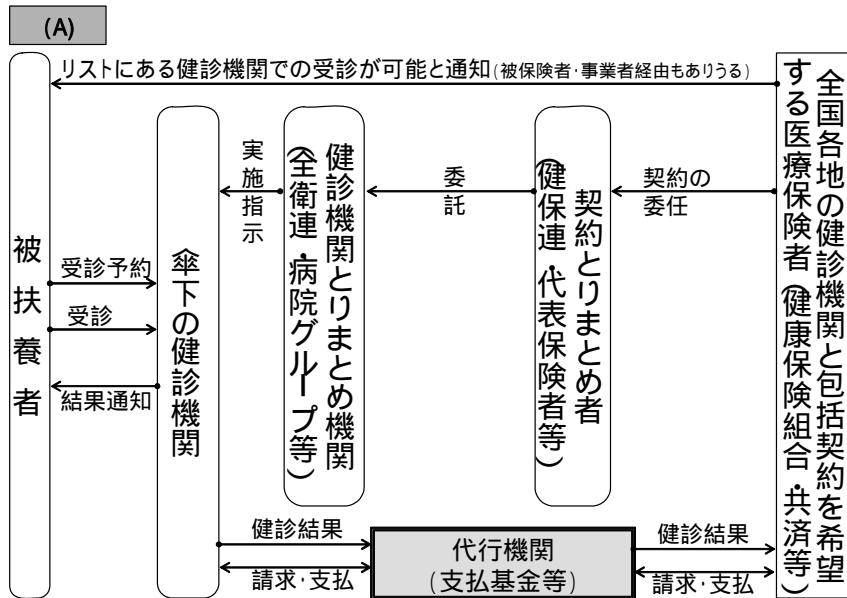 (A)
リストにある健診機関での受診が可能と通知(被保険者・事業者経由もありうる)
被扶養者
受診予約
受診
結果通知
傘下の健診機関
実施指示
健診機関とりまとめ機関
(全衛連・病院グループ等)
委託
契約とりまとめ者
(健保連・代表保険者等)
契約の
委任
全国各地の健診機関と包括契約を希望
する医療保険者(健康保険組合・共済等)
健診結果
請求・支払
代行機関
(支払基金等)
健診結果
請求・支払